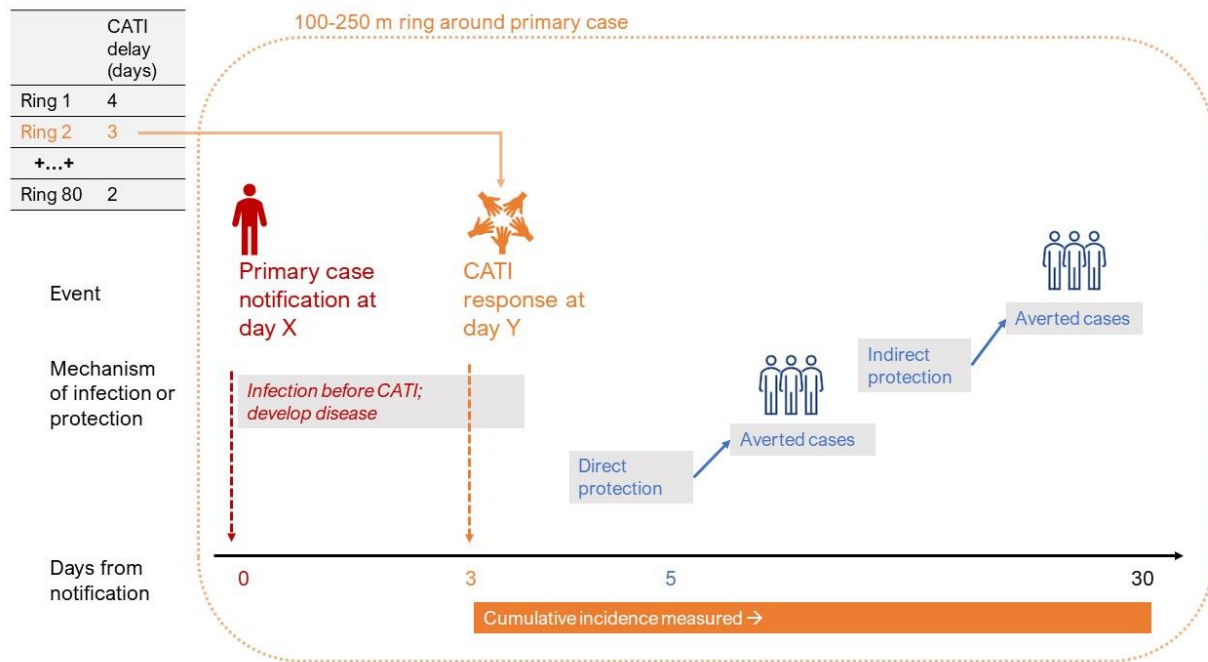 CATI
delay
(days)
Ring 1 4
Ring 2 3
+...+
Ring 80 2
100-250 m ring around primary case
Event
Primary case
notification at
day X
CATI
response at
day Y
Averted cases
Mechanism
of infection or
protection
Infection before CATI;
develop disease
Indirect
protection
Averted cases
Direct
protection
Days from
notification
0 3 5 30
Cumulative incidence measured →